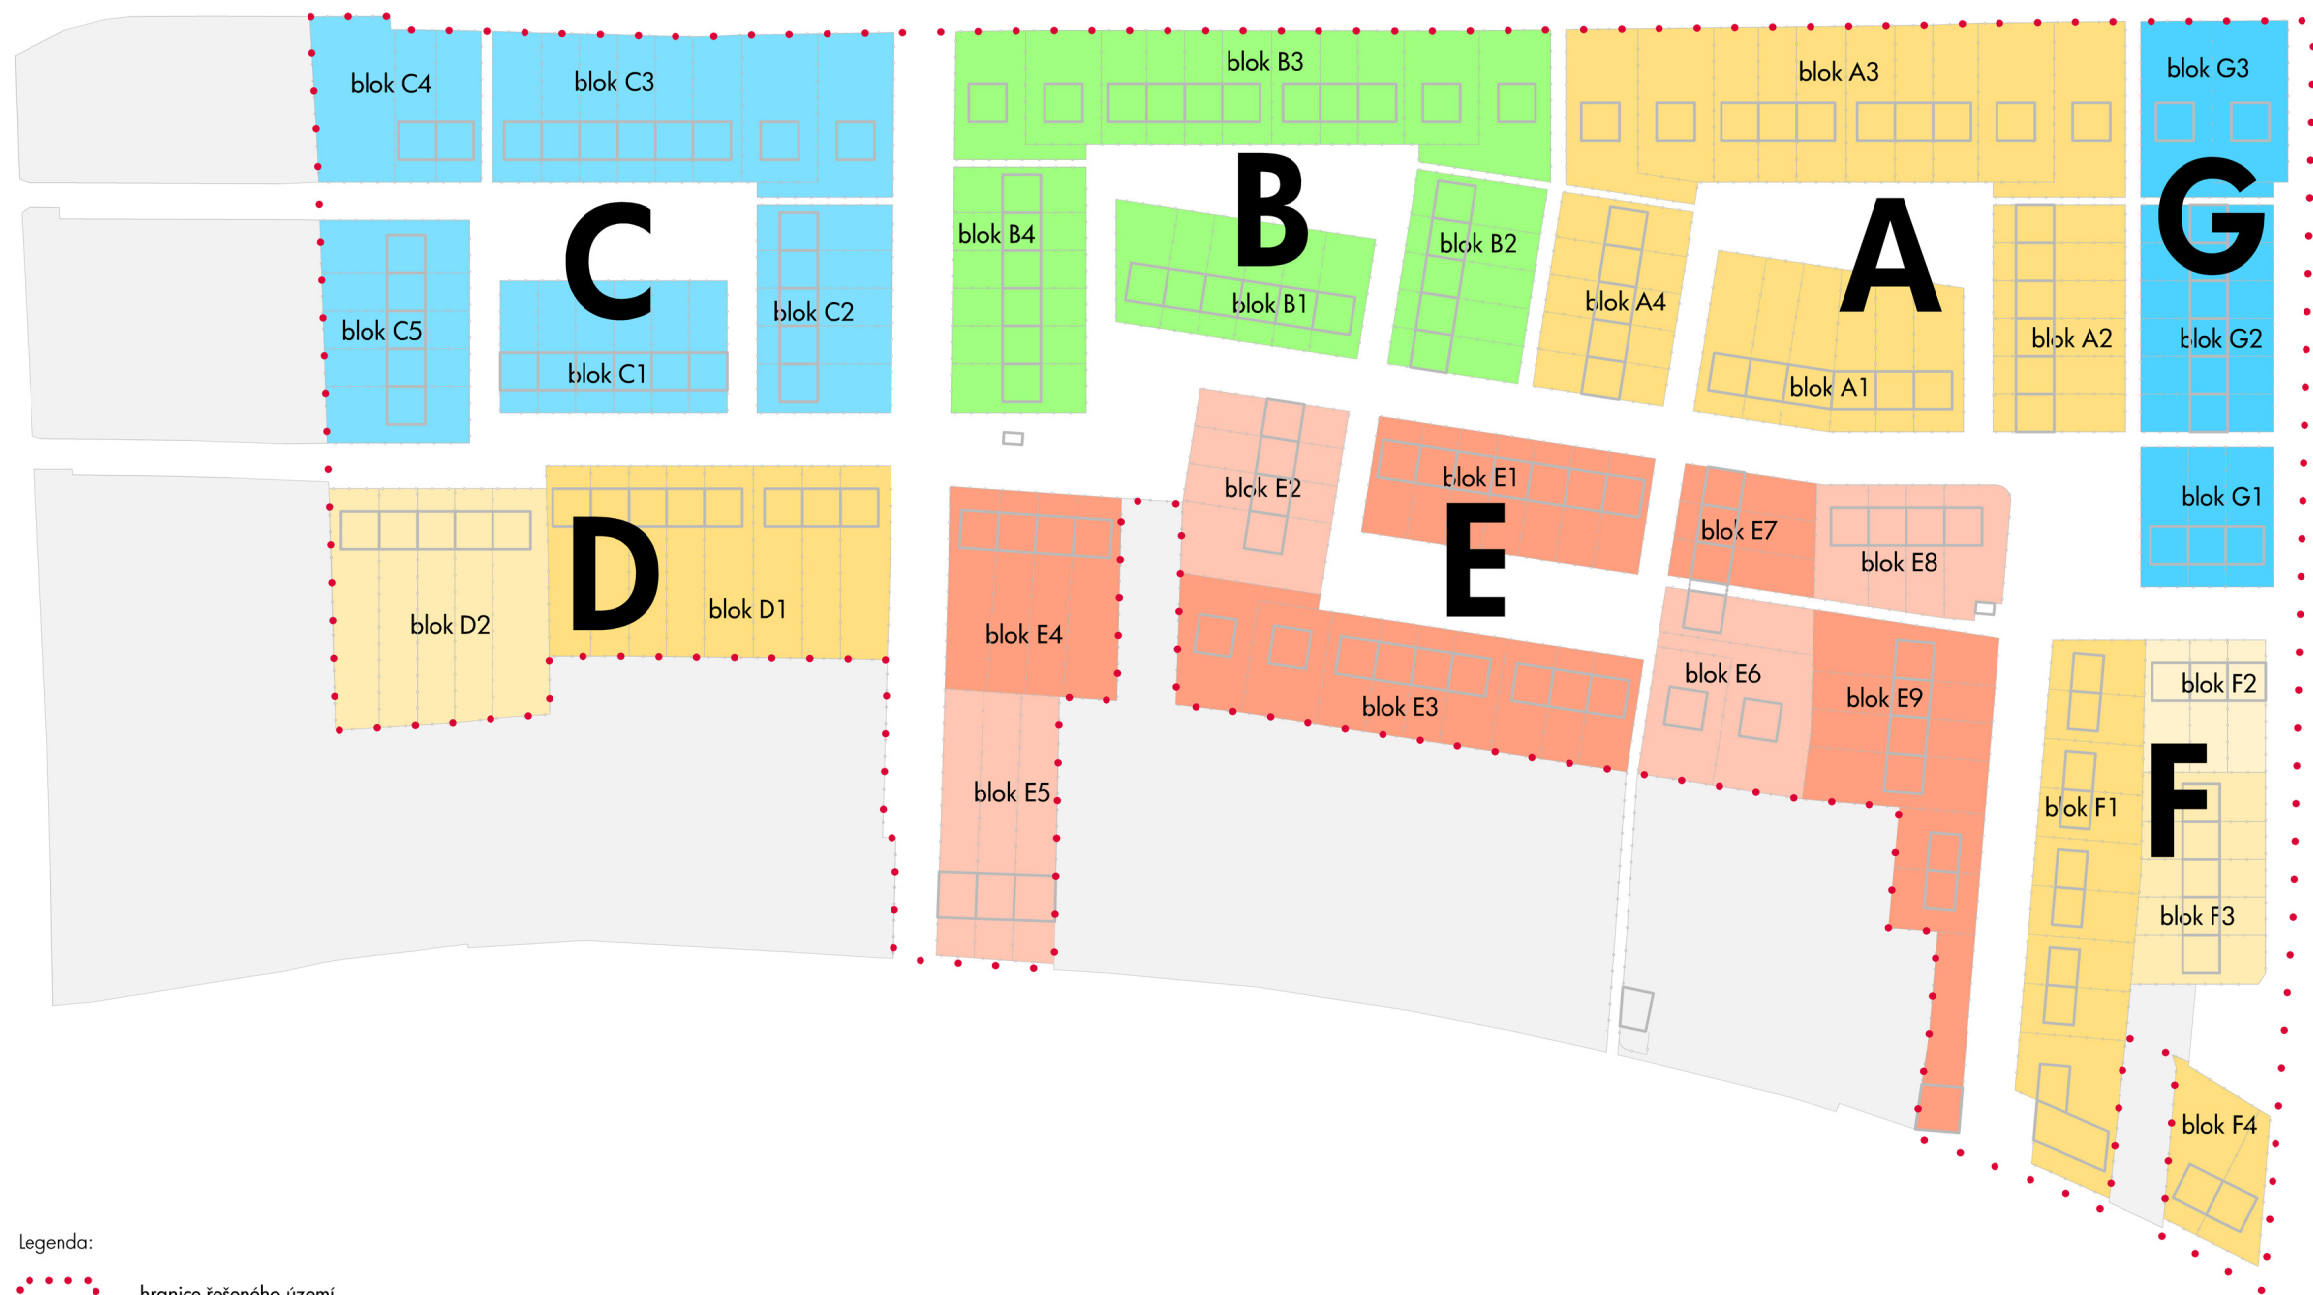 blok C4
blok C3
blok B3
blok A3
blok G3
B
A
G
C
blok B4
blok B2
blok C5
blok C2
blok B1
blok A4
blok A2
blok G2
blok C1
blok A1
blok E2
blok E1
blok E7
blok G1
D
E
blok E8
blok D2
blok D1
blok E4
blok E3
blok E6
blok E9
blok F2
blok E5
blok F1
F
blok F3
blok F4
Legenda:
hranice řešeného území